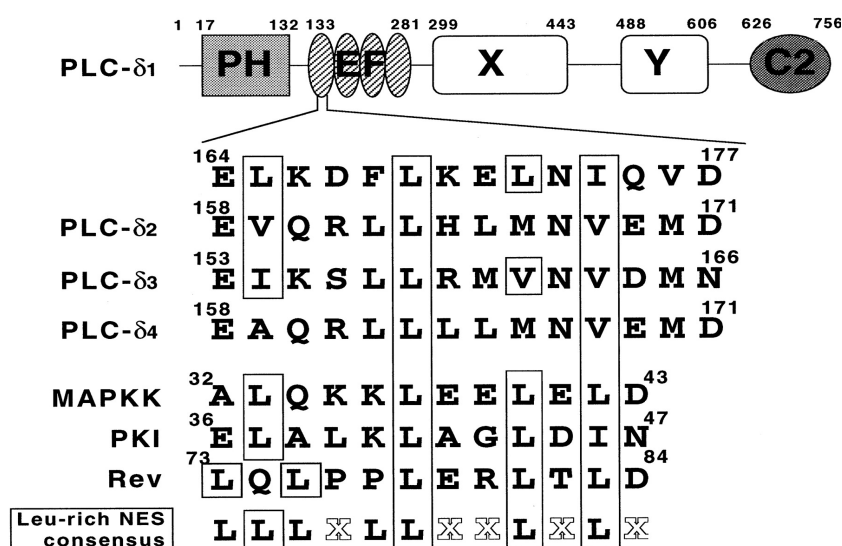 1 17 132 133 281 299 443 488 606 626 756
PLC-δ1 PH EF X Y C2
164 E L K D F L K E L N I Q V D 177
PLC-δ2 158 E V Q R L L H L M N V E M D 171
PLC-δ3 153 E I K S L L R M V N V D M N 166
PLC-δ4 158 E A Q R L L L L M N V E M D 171
MAPKK 32 A L Q K K L E E L E L D 43
PKI 36 E L A L K L A G L D I N 47
Rev 73 L Q L P P L E R L T L D 84
Leu-rich NES
consensus L L L X L L X X L X L X